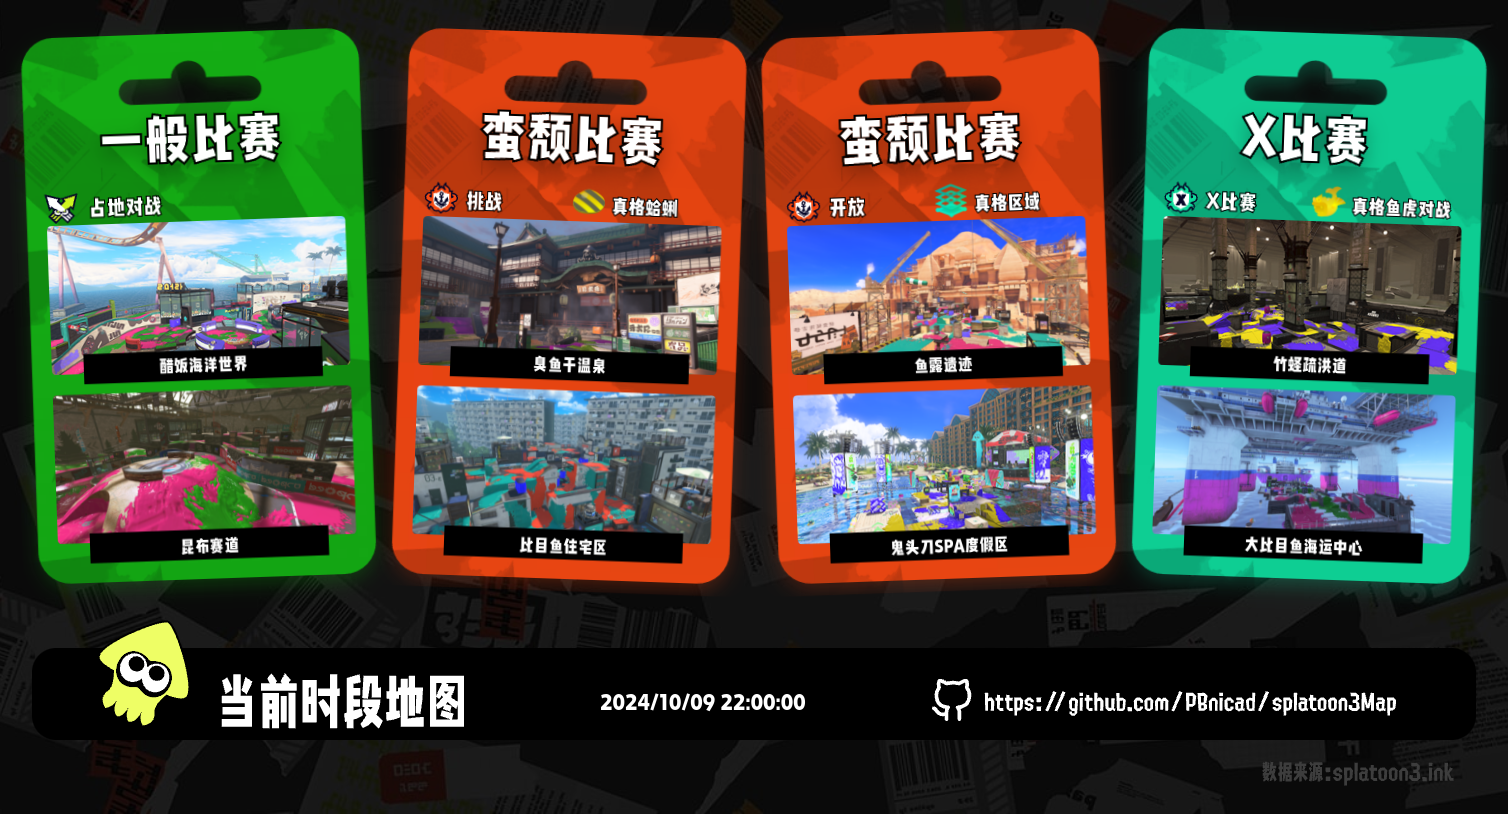 一般比赛
占地对战
醋饭海洋世界
昆布赛道
蛮颓比赛
挑战
真格蛤蜊
臭鱼干温泉
比目鱼住宅区
蛮颓比赛
开放
真格区域
鱼露遗迹
鬼头刀SPA度假区
X比赛
X比赛
真格鱼虎对战
竹蛏疏洪道
大比目鱼海运中心
当前时段地图
2024/10/09 22:00:00
https://github.com/PBnicad/splatoon3Map
数据来源:splatoon3.ink